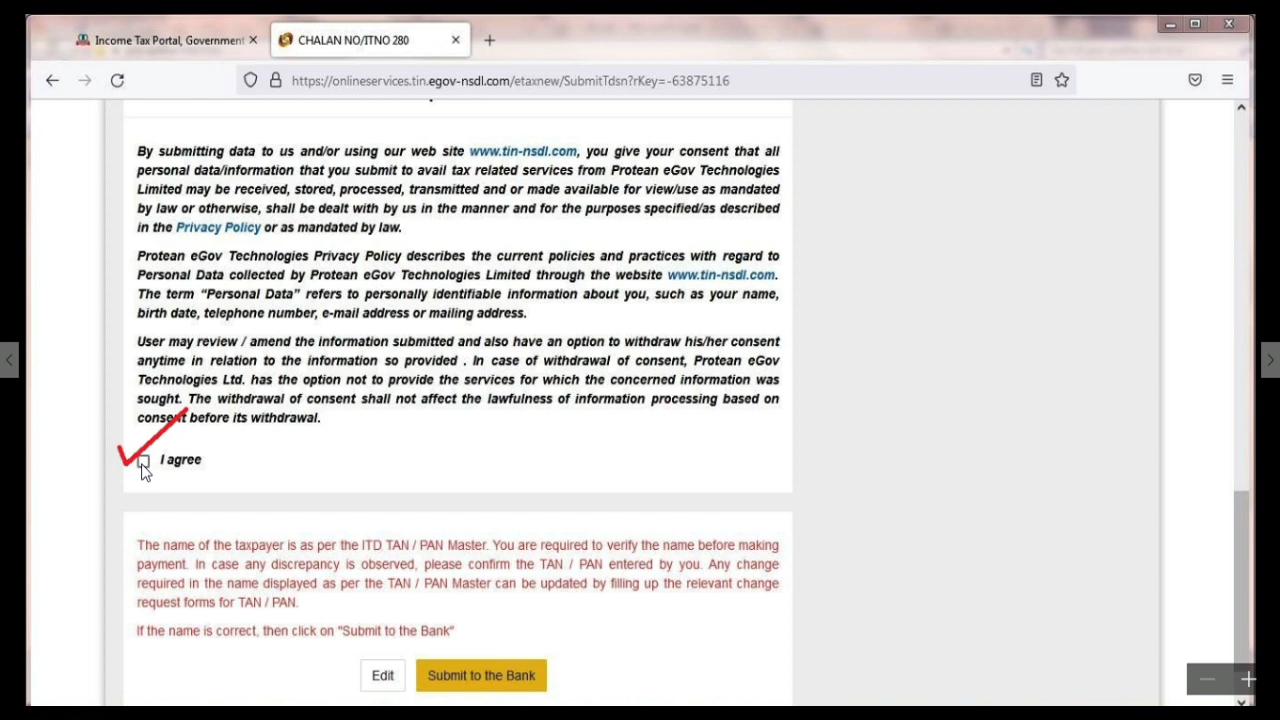 Income Tax Portal, Government
CHALAN NO/ITNO 280
https://onlineservices.tin.egov-nsdl.com/etaxnew/SubmitTdsn?rKey=-63875116
By submitting data to us and/or using our web site www.tin-nsdl.com, you give your consent that all
personal data/information that you submit to avail tax related services from Protean eGov Technologies
Limited may be received, stored, processed, transmitted and or made available for view/use as mandated
by law or otherwise, shall be dealt with by us in the manner and for the purposes specified/as described
in the Privacy Policy or as mandated by law.
Protean eGov Technologies Privacy Policy describes the current policies and practices with regard to
Personal Data collected by Protean eGov Technologies Limited through the website www.tin-nsdl.com.
The term “Personal Data” refers to personally identifiable information about you, such as your name,
birth date, telephone number, e-mail address or mailing address.
User may review / amend the information submitted and also have an option to withdraw his/her consent
anytime in relation to the information so provided . In case of withdrawal of consent, Protean eGov
Technologies Ltd. has the option not to provide the services for which the concerned information was
sought. The withdrawal of consent shall not affect the lawfulness of information processing based on
consent before its withdrawal.
I agree
The name of the taxpayer is as per the ITD TAN / PAN Master. You are required to verify the name before making
payment. In case any discrepancy is observed, please confirm the TAN / PAN entered by you. Any change
required in the name displayed as per the TAN / PAN Master can be updated by filling up the relevant change
request forms for TAN / PAN.
If the name is correct, then click on "Submit to the Bank"
Edit
Submit to the Bank